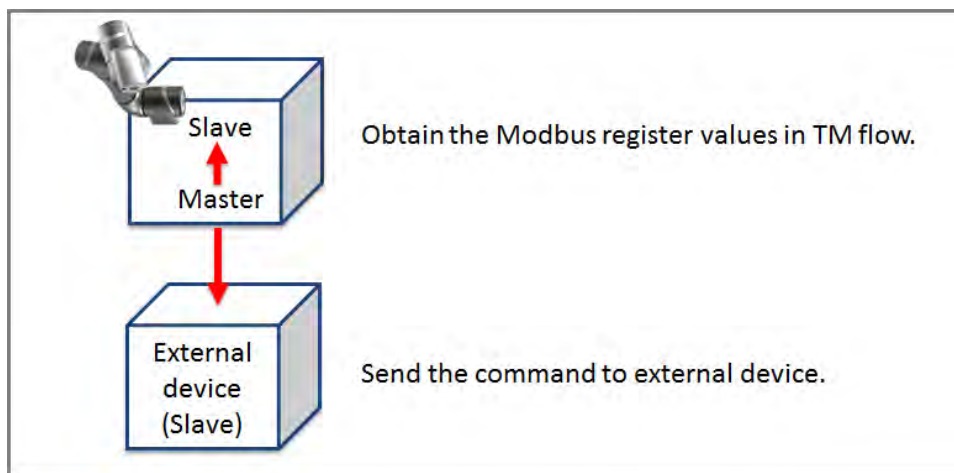 Slave
Obtain the Modbus register values in TM flow.
Master
External
device
(Slave)
Send the command to external device.